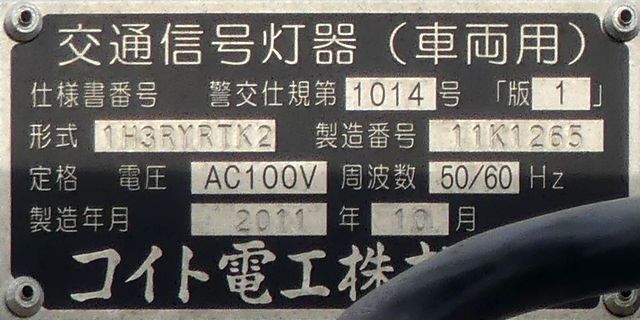 交通信号灯器（車両用）
仕様書番号 警交仕規第 1014 号 「版 1 」
形式 1H3RYRTK2 製造番号 11K1265
定格 電圧 AC100V 周波数 50/60 Hz
製造年月 2011 年 10 月
コイト電工株